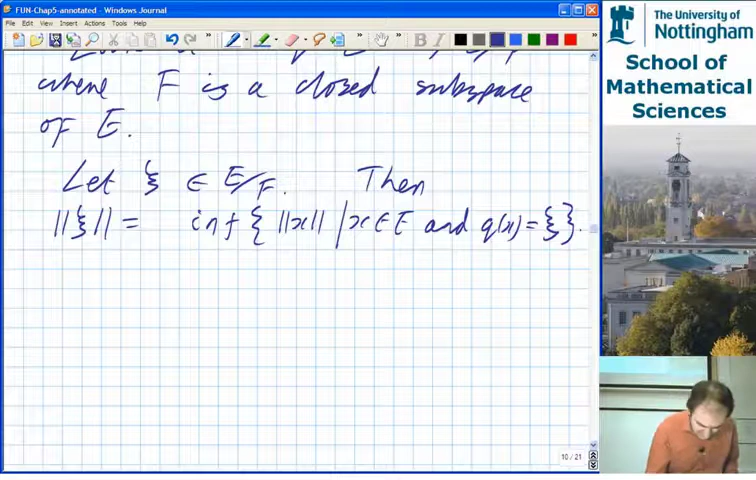 FUN-Chap5-annotated - Windows Journal
File Edit View Insert Actions Tools Help
B I
where F is a closed subspace
of E.
Let ξ ∈ E/F. Then
||ξ|| = inf { ||x|| | x ∈ E and q(x) = ξ }.
10 / 21
The University of
Nottingham
School of
Mathematical
Sciences